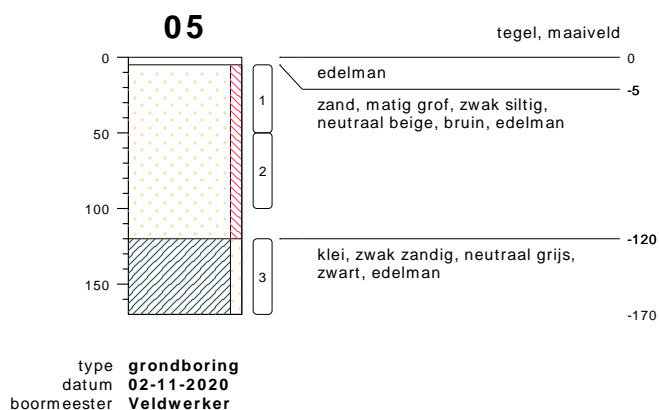 05
tegel, maaiveld
0
0
edelman
-5
1
zand, matig grof, zwak siltig,
neutraal beige, bruin, edelman
50
2
100
-120
klei, zwak zandig, neutraal grijs,
zwart, edelman
3
150
-170
type grondboring
datum 02-11-2020
boormeester Veldwerker